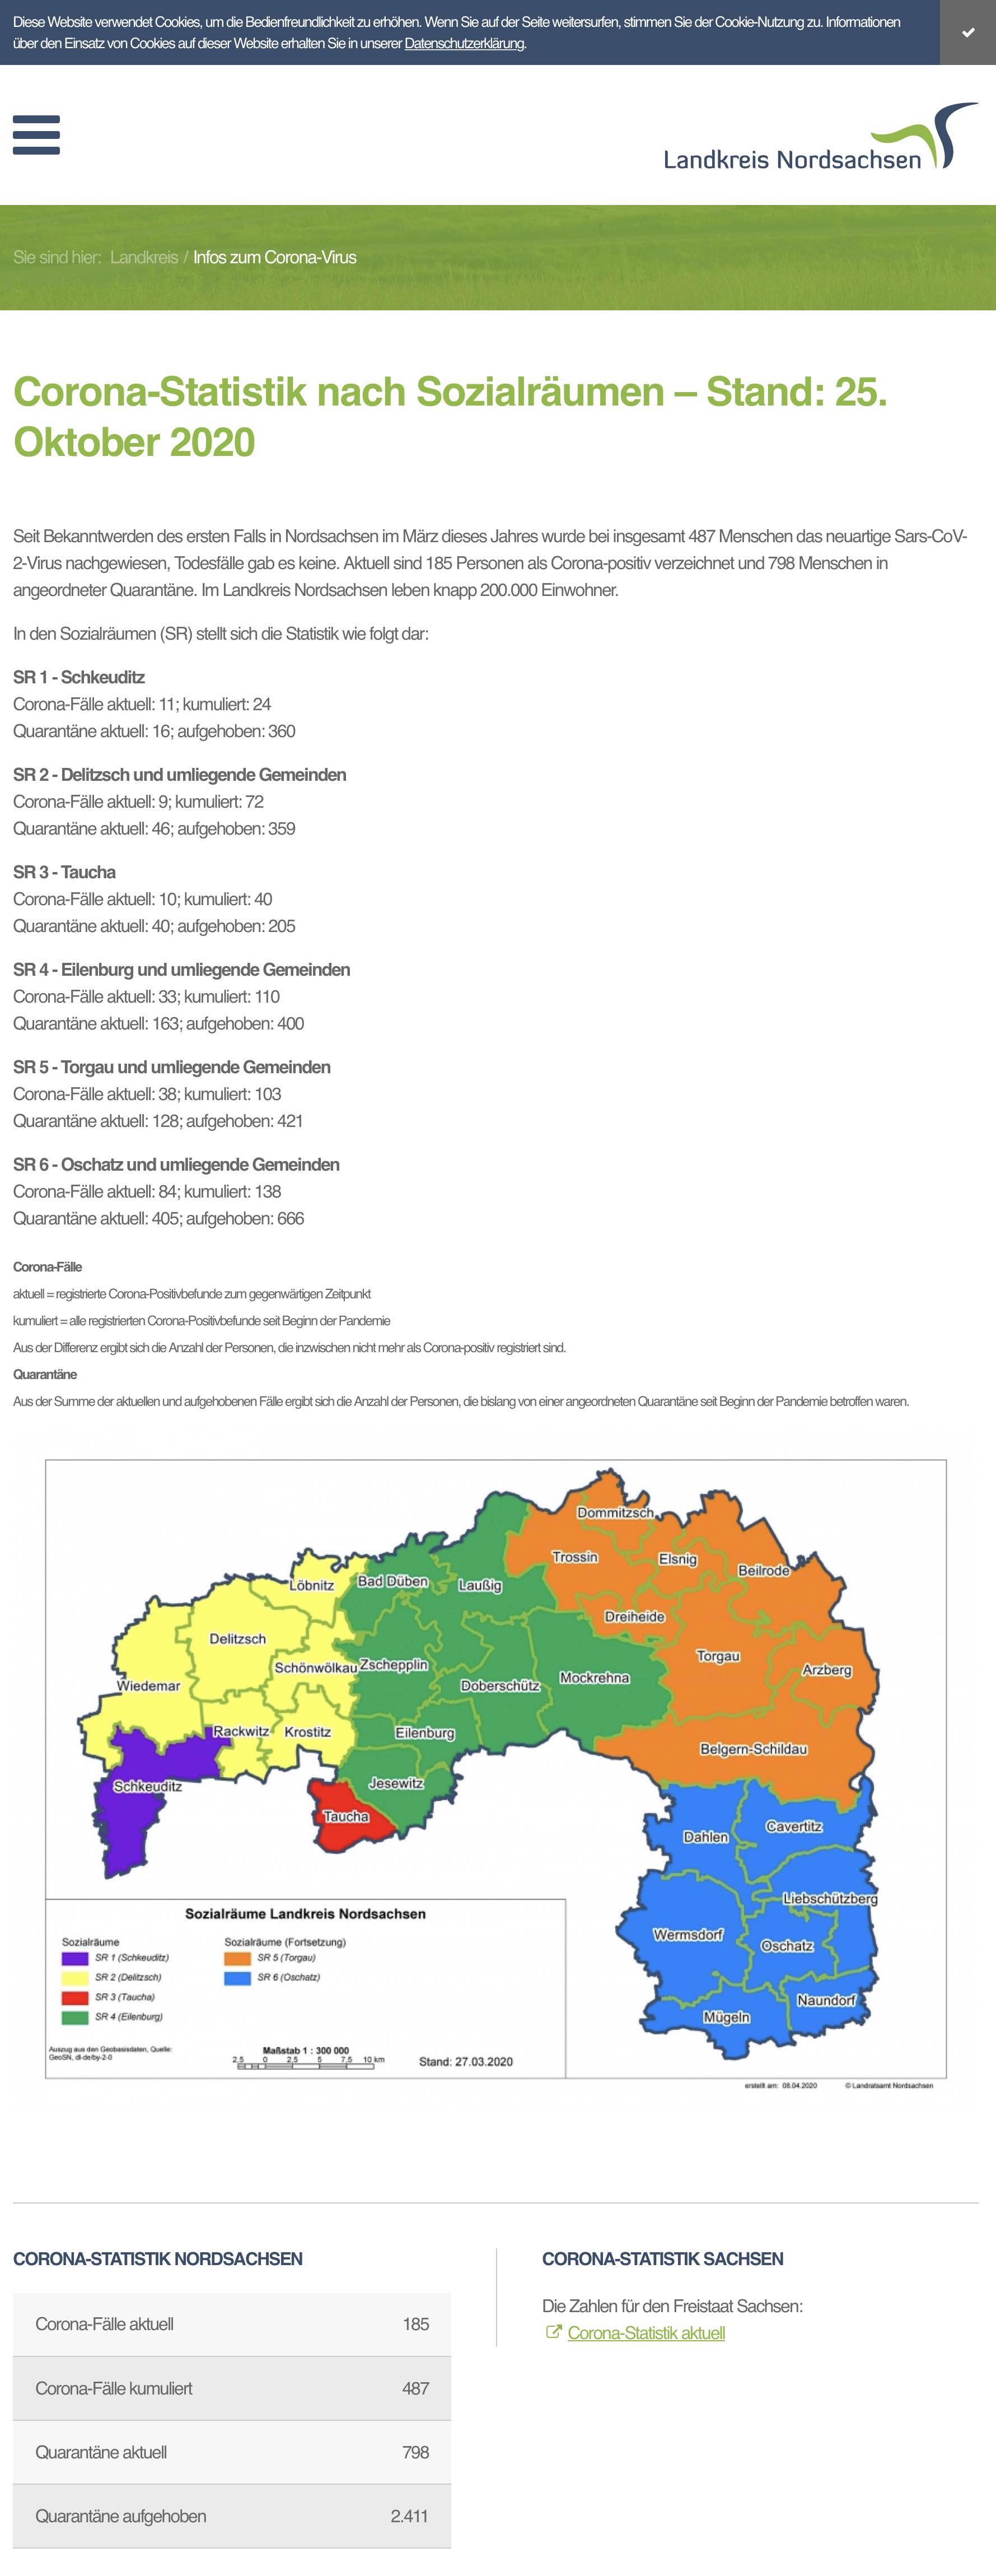 Diese Website verwendet Cookies, um die Bedienfreundlichkeit zu erhöhen. Wenn Sie auf der Seite weitersurfen, stimmen Sie der Cookie-Nutzung zu. Informationen
über den Einsatz von Cookies auf dieser Website erhalten Sie in unserer Datenschutzerklärung.
Landkreis Nordsachsen
Sie sind hier: Landkreis / Infos zum Corona-Virus
Corona-Statistik nach Sozialräumen – Stand: 25.
Oktober 2020
Seit Bekanntwerden des ersten Falls in Nordsachsen im März dieses Jahres wurde bei insgesamt 487 Menschen das neuartige Sars-CoV-
2-Virus nachgewiesen, Todesfälle gab es keine. Aktuell sind 185 Personen als Corona-positiv verzeichnet und 798 Menschen in
angeordneter Quarantäne. Im Landkreis Nordsachsen leben knapp 200.000 Einwohner.
In den Sozialräumen (SR) stellt sich die Statistik wie folgt dar:
SR 1 - Schkeuditz
Corona-Fälle aktuell: 11; kumuliert: 24
Quarantäne aktuell: 16; aufgehoben: 360
SR 2 - Delitzsch und umliegende Gemeinden
Corona-Fälle aktuell: 9; kumuliert: 72
Quarantäne aktuell: 46; aufgehoben: 359
SR 3 - Taucha
Corona-Fälle aktuell: 10; kumuliert: 40
Quarantäne aktuell: 40; aufgehoben: 205
SR 4 - Eilenburg und umliegende Gemeinden
Corona-Fälle aktuell: 33; kumuliert: 110
Quarantäne aktuell: 163; aufgehoben: 400
SR 5 - Torgau und umliegende Gemeinden
Corona-Fälle aktuell: 38; kumuliert: 103
Quarantäne aktuell: 128; aufgehoben: 421
SR 6 - Oschatz und umliegende Gemeinden
Corona-Fälle aktuell: 84; kumuliert: 138
Quarantäne aktuell: 405; aufgehoben: 666
Corona-Fälle
aktuell = registrierte Corona-Positivbefunde zum gegenwärtigen Zeitpunkt
kumuliert = alle registrierten Corona-Positivbefunde seit Beginn der Pandemie
Aus der Differenz ergibt sich die Anzahl der Personen, die inzwischen nicht mehr als Corona-positiv registriert sind.
Quarantäne
Aus der Summe der aktuellen und aufgehobenen Fälle ergibt sich die Anzahl der Personen, die bislang von einer angeordneten Quarantäne seit Beginn der Pandemie betroffen waren.
Dommitzsch
Trossin
Elsnig
Beilrode
Löbnitz
Bad Düben
Laußig
Dreiheide
Delitzsch
Torgau
Arzberg
Schönwölkau
Zschepplin
Mockrehna
Doberschütz
Wiedemar
Rackwitz
Krostitz
Eilenburg
Belgern-Schildau
Schkeuditz
Jesewitz
Taucha
Cavertitz
Dahlen
Liebschützberg
Wermsdorf
Oschatz
Naundorf
Mügeln
Sozialräume Landkreis Nordsachsen
Sozialräume
SR 1 (Schkeuditz)
SR 2 (Delitzsch)
SR 3 (Taucha)
SR 4 (Eilenburg)
Sozialräume (Fortsetzung)
SR 5 (Torgau)
SR 6 (Oschatz)
Auszug aus den Geobasisdaten, Quelle:
GeoSN, dl-de/by-2-0
Maßstab 1 : 300 000
2,5 0 2,5 5 7,5 10 km
Stand: 27.03.2020
erstellt am: 08.04.2020 © Landratsamt Nordsachsen
CORONA-STATISTIK NORDSACHSEN
Corona-Fälle aktuell 185
Corona-Fälle kumuliert 487
Quarantäne aktuell 798
Quarantäne aufgehoben 2.411
CORONA-STATISTIK SACHSEN
Die Zahlen für den Freistaat Sachsen:
Corona-Statistik aktuell